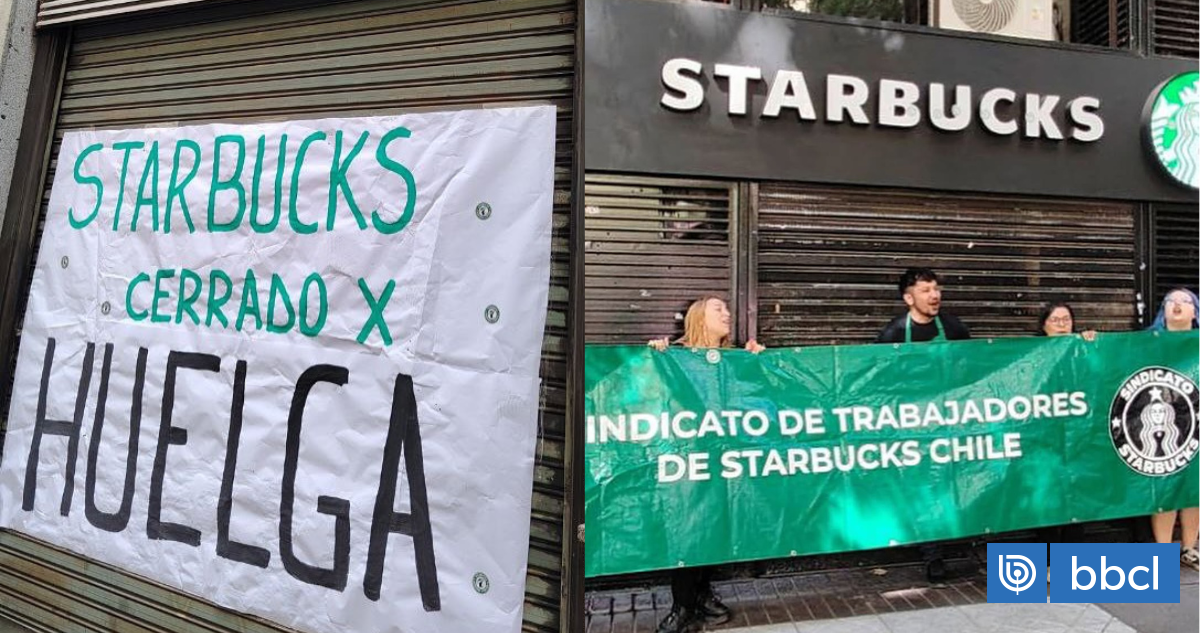 STARBUCKS
CERRADO X
HUELGA
STARBUCKS
INDICATO DE TRABAJADORES
DE STARBUCKS CHILE
SINDICATO
STARBUCKS
bbcl